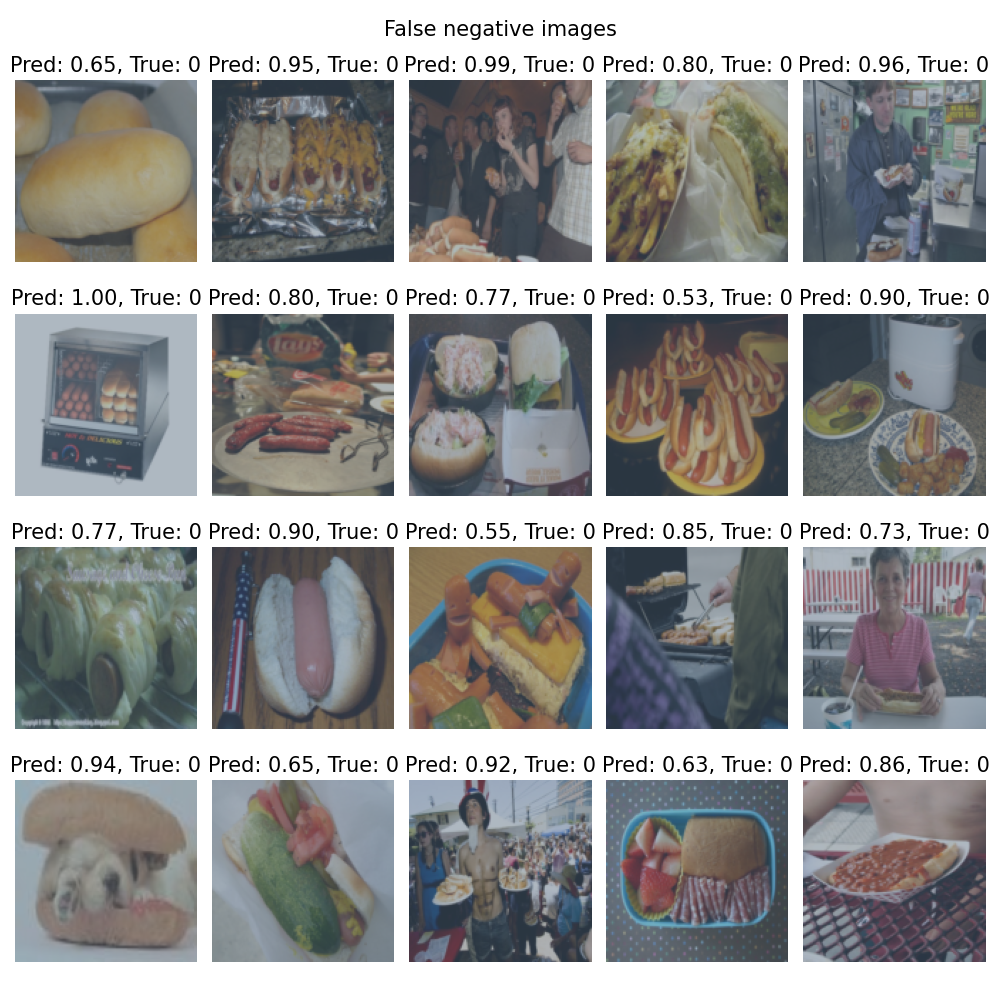 False negative images
Pred: 0.65, True: 0 Pred: 0.95, True: 0 Pred: 0.99, True: 0 Pred: 0.80, True: 0 Pred: 0.96, True: 0
Pred: 1.00, True: 0 Pred: 0.80, True: 0 Pred: 0.77, True: 0 Pred: 0.53, True: 0 Pred: 0.90, True: 0
HOT & DELICIOUS
Lay's
Pred: 0.77, True: 0 Pred: 0.90, True: 0 Pred: 0.55, True: 0 Pred: 0.85, True: 0 Pred: 0.73, True: 0
Pred: 0.94, True: 0 Pred: 0.65, True: 0 Pred: 0.92, True: 0 Pred: 0.63, True: 0 Pred: 0.86, True: 0